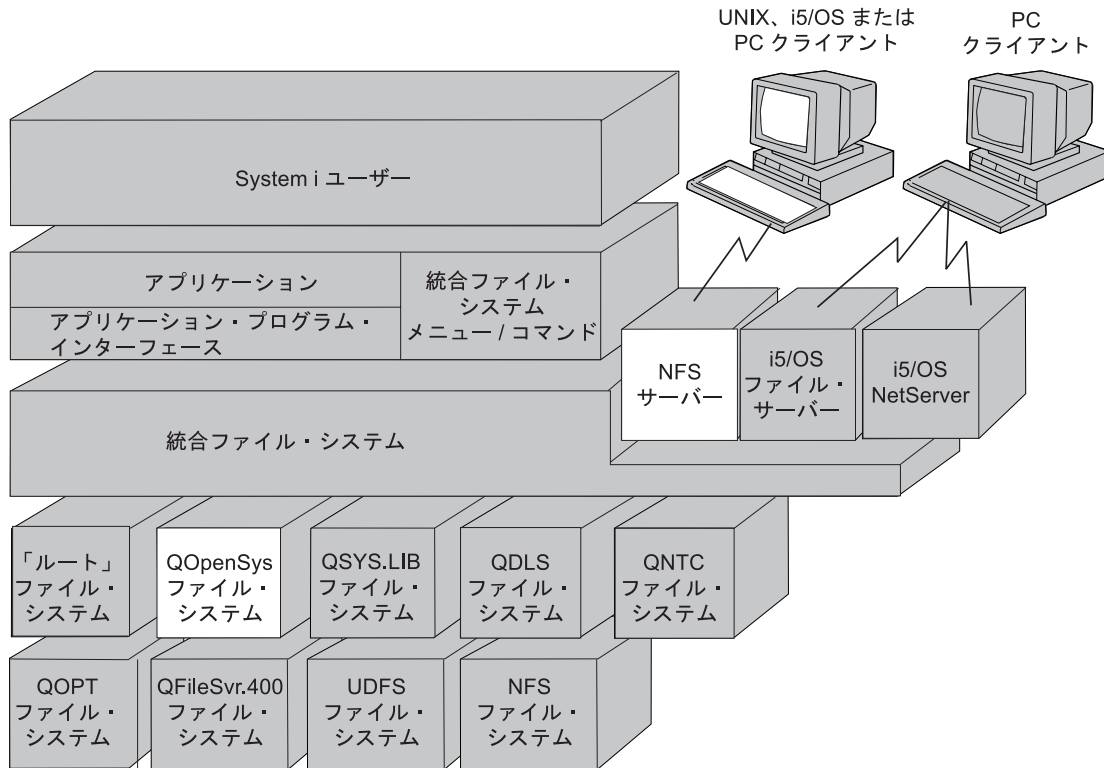 UNIX、i5/OS または
PC クライアント
PC
クライアント
System i ユーザー
アプリケーション
アプリケーション・プログラム・
インターフェース
統合ファイル・
システム
メニュー / コマンド
NFS
サーバー
i5/OS
ファイル・
サーバー
i5/OS
NetServer
統合ファイル・システム
「ルート」
ファイル・
システム
QOpenSys
ファイル・
システム
QSYS.LIB
ファイル・
システム
QDLS
ファイル・
システム
QNTC
ファイル・
システム
QOPT
ファイル・
システム
QFileSvr.400
ファイル・
システム
UDFS
ファイル・
システム
NFS
ファイル・
システム